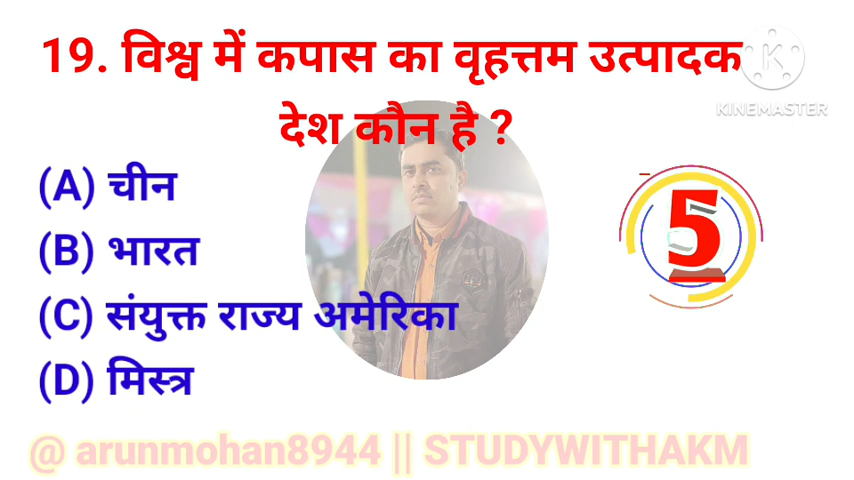 19. विश्व में कपास का वृहत्तम उत्पादक
देश कौन है ?
KINEMASTER
(A) चीन
(B) भारत
5
(C) संयुक्त राज्य अमेरिका
(D) मिस्त्र
@ arunmohan8944 || STUDYWITHAKM